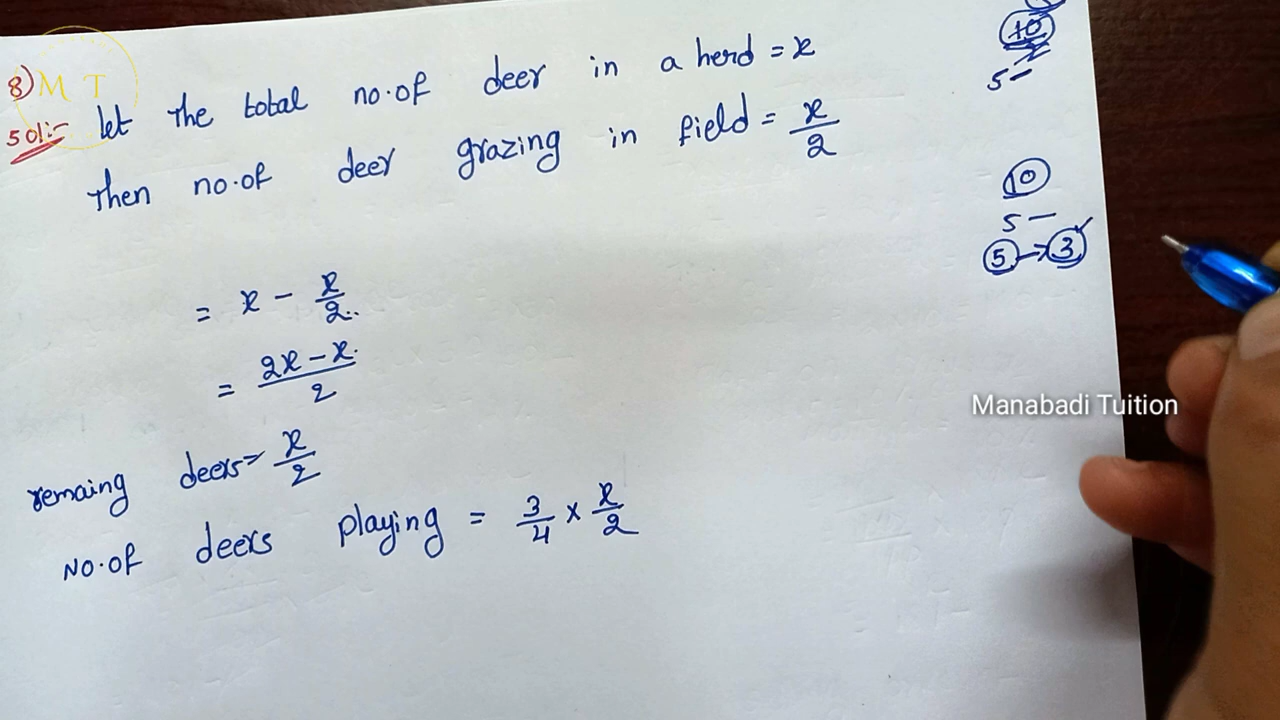 8) MT
Sol:- let the total no.of deer in a herd = x
then no.of deer grazing in field = x/2
= x - x/2
= 2x - x/2
remaing deers = x/2
No.of deers playing = 3/4 × x/2
10
5 -
10
5 -
5 → 3
Manabadi Tuition